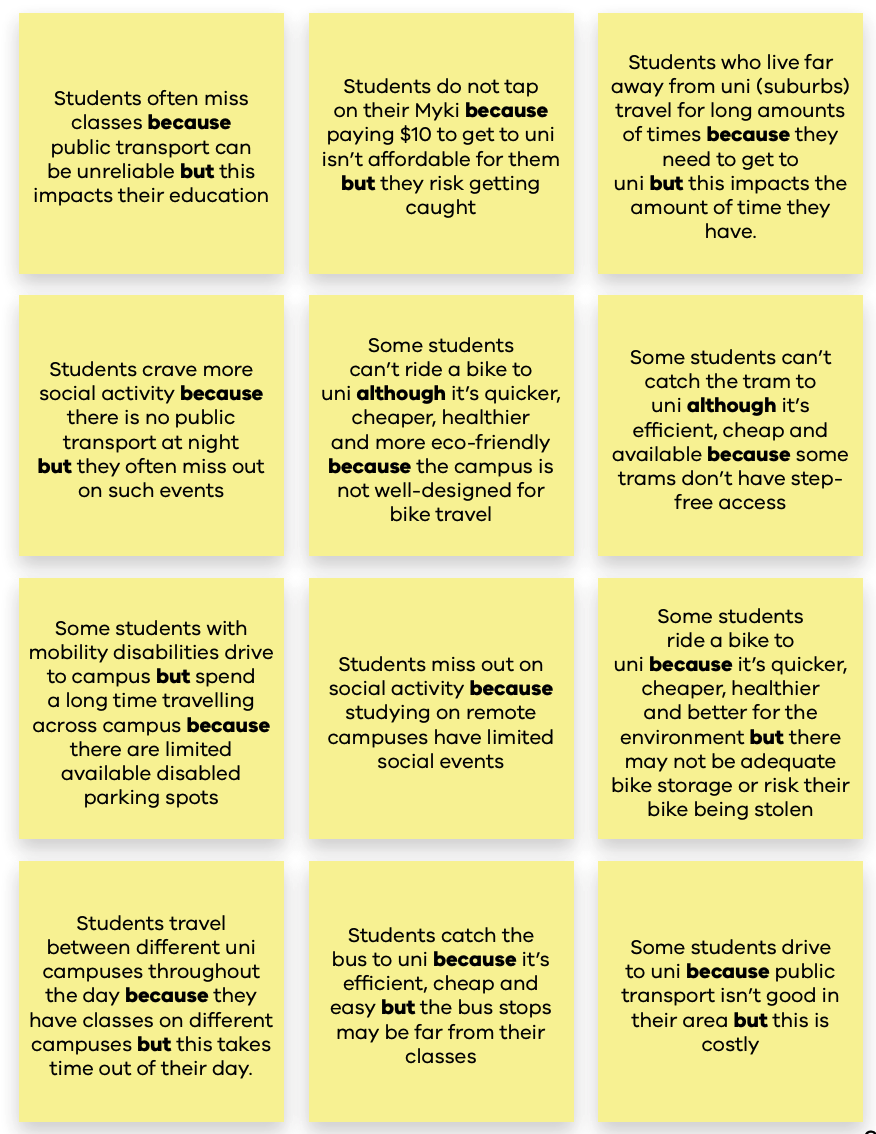 Students often miss
classes because
public transport can
be unreliable but this
impacts their education
Students do not tap
on their Myki because
paying $10 to get to uni
isn't affordable for them
but they risk getting
caught
Students who live far
away from uni (suburbs)
travel for long amounts
of times because they
need to get to
uni but this impacts the
amount of time they
have.
Students crave more
social activity because
there is no public
transport at night
but they often miss out
on such events
Some students
can't ride a bike to
uni although it's quicker,
cheaper, healthier
and more eco-friendly
because the campus is
not well-designed for
bike travel
Some students can't
catch the tram to
uni although it's
efficient, cheap and
available because some
trams don't have step-
free access
Some students with
mobility disabilities drive
to campus but spend
a long time travelling
across campus because
there are limited
available disabled
parking spots
Students miss out on
social activity because
studying on remote
campuses have limited
social events
Some students
ride a bike to
uni because it's quicker,
cheaper, healthier
and better for the
environment but there
may not be adequate
bike storage or risk their
bike being stolen
Students travel
between different uni
campuses throughout
the day because they
have classes on different
campuses but this takes
time out of their day.
Students catch the
bus to uni because it's
efficient, cheap and
easy but the bus stops
may be far from their
classes
Some students drive
to uni because public
transport isn't good in
their area but this is
costly